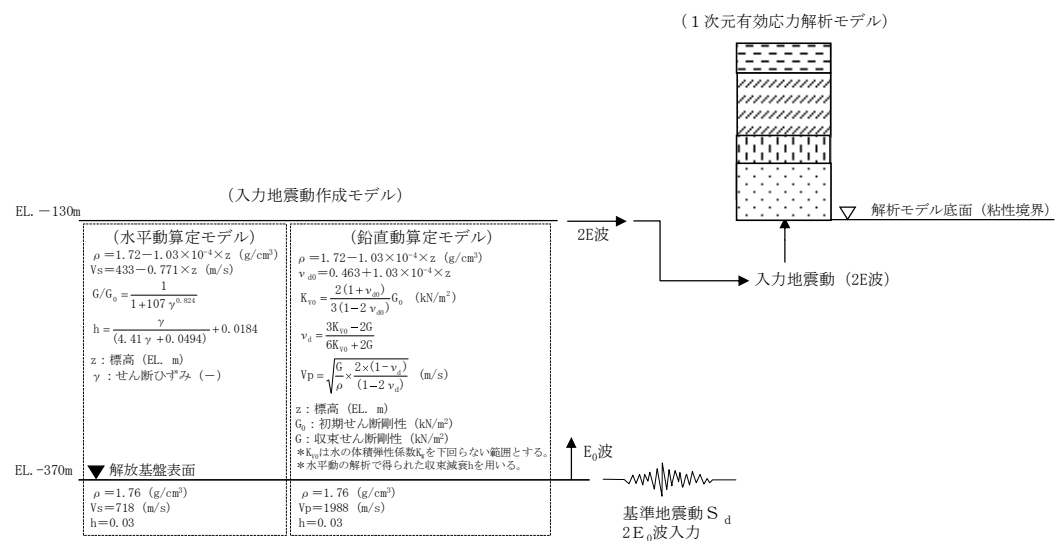 (1次元有効応力解析モデル)
(入力地震動作成モデル)
EL. －130m
2E波
解析モデル底面（粘性境界）
入力地震動（2E波）
(水平動算定モデル)
ρ＝1.72－1.03×10⁻⁴×z (g/cm³)
Vs＝433－0.771×z (m/s)
G/G₀＝1/(1＋107 γ^0.824)
h＝γ/(4.41 γ＋0.0494)＋0.0184
z：標高（EL. m）
γ：せん断ひずみ（－）
(鉛直動算定モデル)
ρ＝1.72－1.03×10⁻⁴×z (g/cm³)
ν_d0＝0.463＋1.03×10⁻⁴×z
K_V0＝2(1＋ν_d0)/3(1－2 ν_d0) G₀ (kN/m²)
ν_d＝(3K_V0－2G)/(6K_V0＋2G)
Vp＝√(G/ρ×2×(1－ν_d)/(1－2 ν_d)) (m/s)
z：標高（EL. m）
G₀：初期せん断剛性 (kN/m²)
G：収束せん断剛性 (kN/m²)
＊K_V0は水の体積弾性係数K_wを下回らない範囲とする。
＊水平動の解析で得られた収束減衰hを用いる。
E₀波
EL.-370m
解放基盤表面
ρ＝1.76 (g/cm³)
Vs＝718 (m/s)
h＝0.03
ρ＝1.76 (g/cm³)
Vp＝1988 (m/s)
h＝0.03
基準地震動Ｓ_d
2Ｅ₀波入力